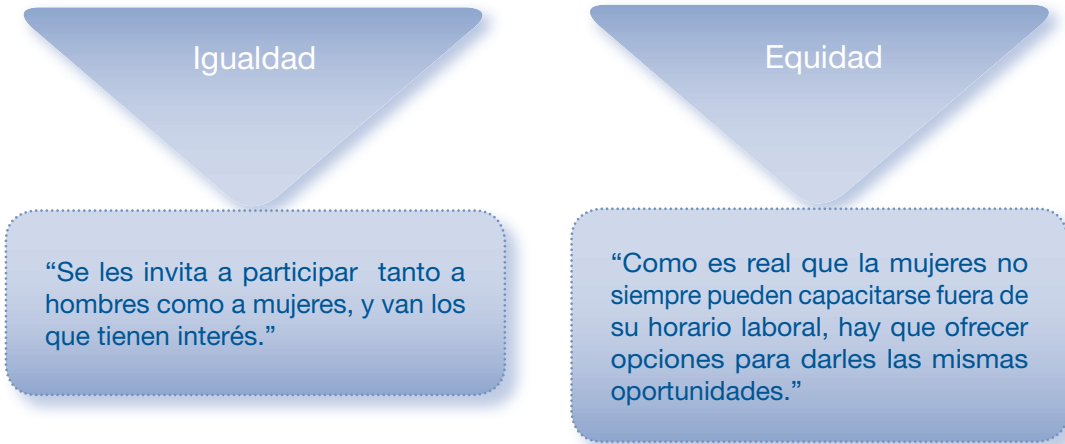 Igualdad
“Se les invita a participar tanto a
hombres como a mujeres, y van los
que tienen interés.”
Equidad
“Como es real que la mujeres no
siempre pueden capacitarse fuera de
su horario laboral, hay que ofrecer
opciones para darles las mismas
oportunidades.”